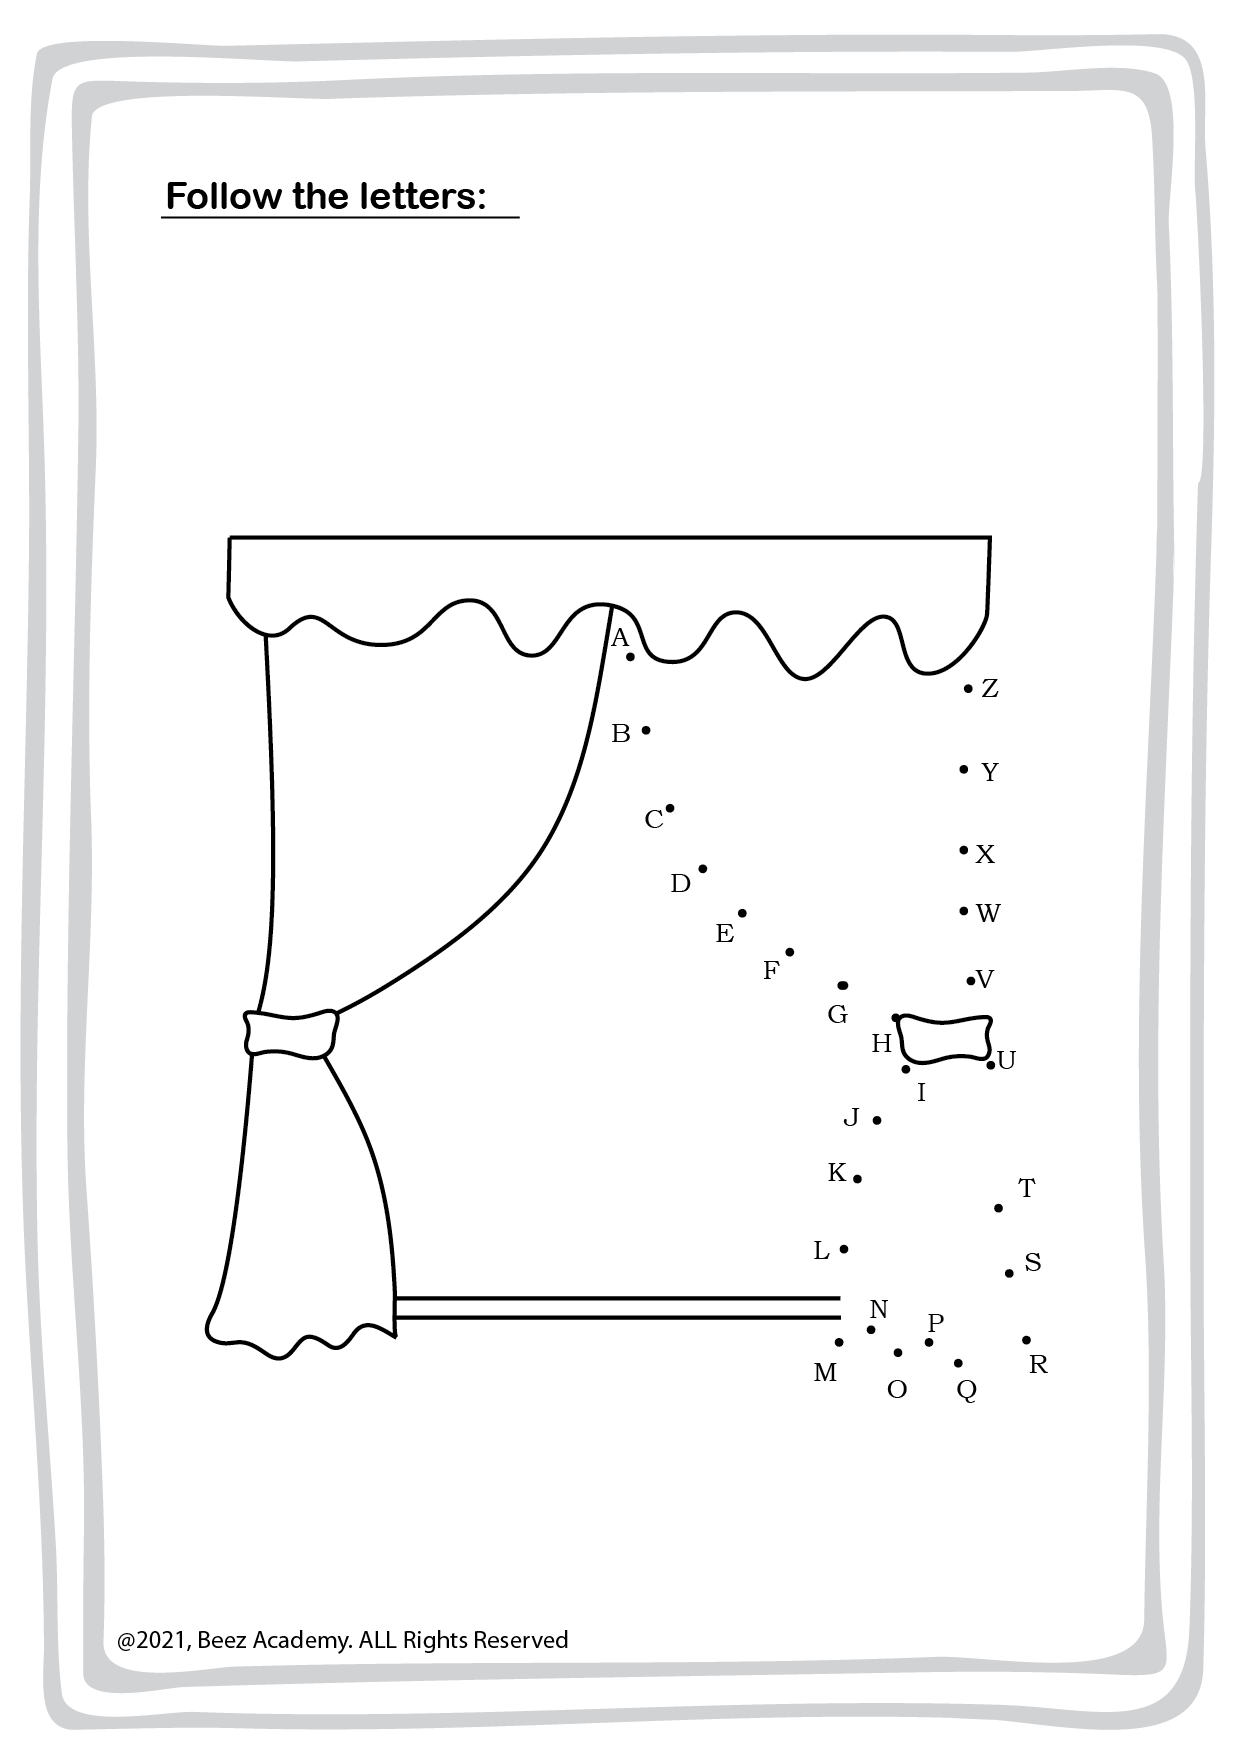 Follow the letters:
A
Z
B
Y
C
X
D
W
E
F
V
G
H
U
I
J
K
T
L
S
N
P
M
R
O
Q
@2021, Beez Academy. ALL Rights Reserved